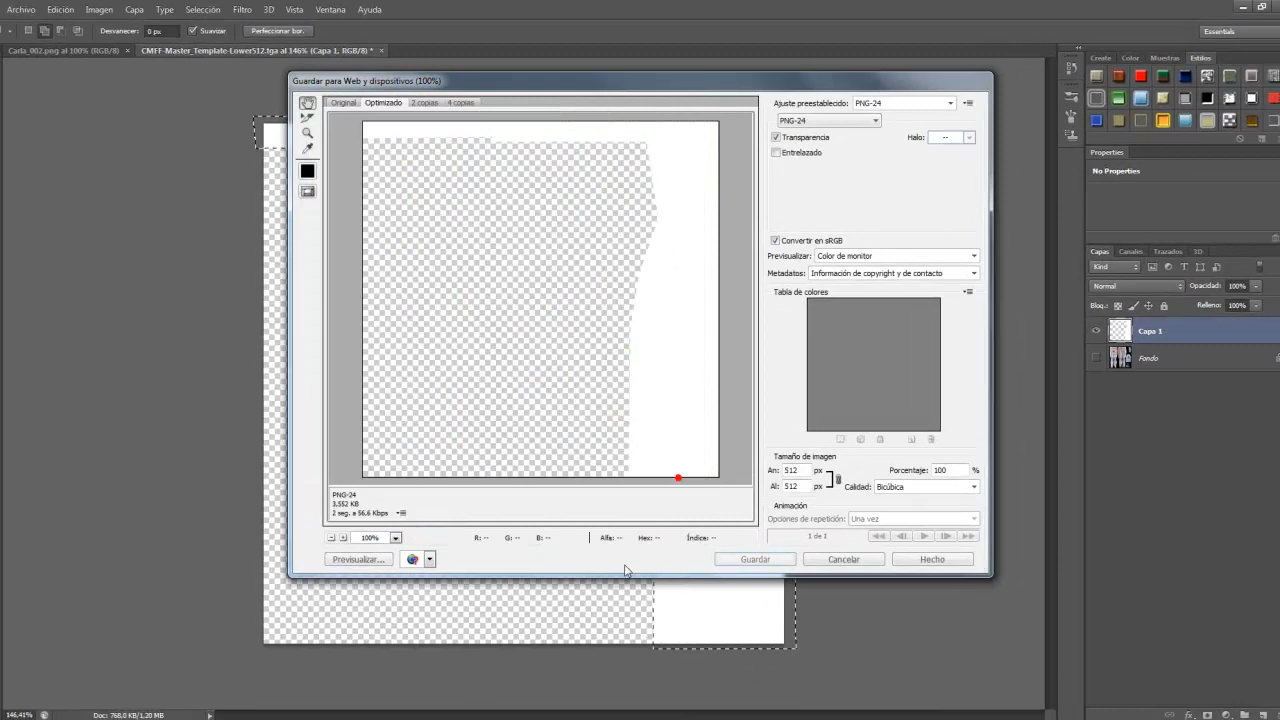 Archivo Edición Imagen Capa Type Selección Filtro 3D Vista Ventana Ayuda
Desvanecer: 0 px Suavizar Perfeccionar bor. Essentials
Carla_002.png al 100% (RGB/8) × CMFF-Master_Template-Lower512.tga al 146% (Capa 1, RGB/8) * ×
Guardar para Web y dispositivos (100%)
Original Optimizado 2 copias 4 copias
Ajuste preestablecido: PNG-24
PNG-24
Transparencia Halo: --
Entrelazado
Convertir en sRGB
Previsualizar: Color de monitor
Metadatos: Información de copyright y de contacto
Tabla de colores
Tamaño de imagen
An: 512 px Porcentaje: 100 %
Al: 512 px Calidad: Bicúbica
Animación
Opciones de repetición: Una vez
1 de 1
PNG-24
3,552 KB
2 seg. a 56,6 Kbps
100% R: -- G: -- B: -- Alfa: -- Hex: -- Índice: --
Previsualizar... Guardar Cancelar Hecho
Create Color Muestras Estilos
Properties
No Properties
Capas Canales Trazados 3D
Kind
Normal Opacidad: 100%
Bloq.: Relleno: 100%
Capa 1
Fondo
146,41% Doc: 768,0 KB/1,20 MB